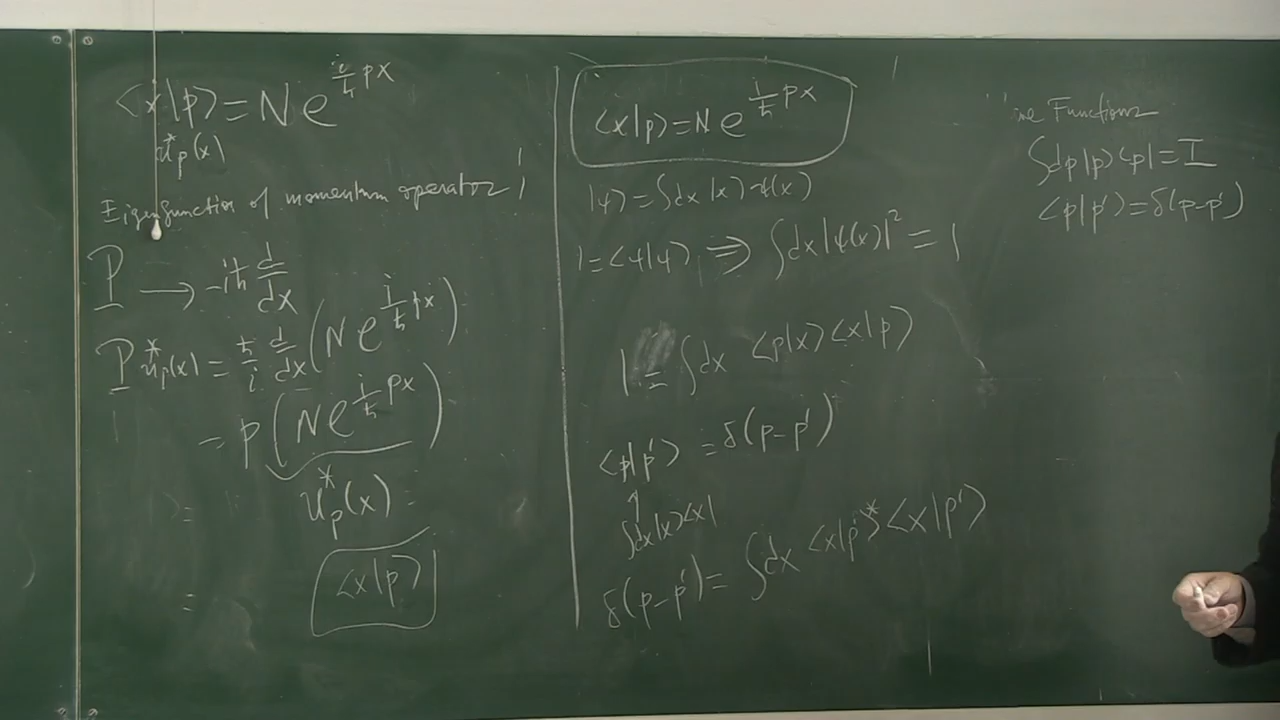 ⟨x|p⟩ = N e^{i/ħ px}
u*_p(x)
Eigenfunction of momentum operator
P → -iħ d/dx
P u*_p(x) = ħ/i d/dx (N e^{i/ħ px})
= p (N e^{i/ħ px})
= u*_p(x) =
= ⟨x|p⟩
⟨x|p⟩ = N e^{i/ħ px}
|ψ⟩ = ∫dx |x⟩ ψ(x)
1 = ⟨ψ|ψ⟩ ⇒ ∫dx |ψ(x)|² = 1
1 = ∫dx ⟨p|x⟩⟨x|p⟩
⟨p|p'⟩ = δ(p-p')
↑
∫dx|x⟩⟨x|
δ(p-p') = ∫dx ⟨x|p⟩* ⟨x|p'⟩
Functions
∫dp|p⟩⟨p| = I
⟨p|p'⟩ = δ(p-p')